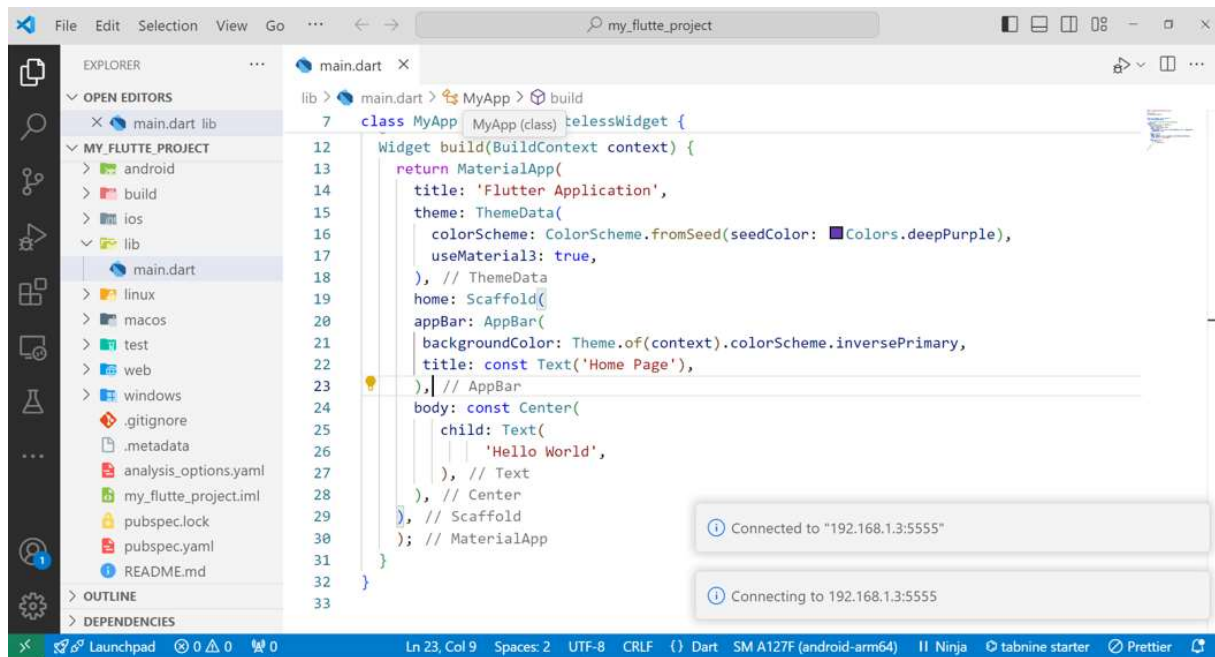 File Edit Selection View Go ··· my_flutte_project
EXPLORER ···
OPEN EDITORS
main.dart lib
MY_FLUTTE_PROJECT
android
build
ios
lib
main.dart
linux
macos
test
web
windows
.gitignore
.metadata
analysis_options.yaml
my_flutte_project.iml
pubspec.lock
pubspec.yaml
README.md
OUTLINE
DEPENDENCIES
1
main.dart
lib > main.dart > MyApp > build
MyApp (class)
7 class MyApp telessWidget {
12 Widget build(BuildContext context) {
13 return MaterialApp(
14 title: 'Flutter Application',
15 theme: ThemeData(
16 colorScheme: ColorScheme.fromSeed(seedColor: Colors.deepPurple),
17 useMaterial3: true,
18 ), // ThemeData
19 home: Scaffold(
20 appBar: AppBar(
21 backgroundColor: Theme.of(context).colorScheme.inversePrimary,
22 title: const Text('Home Page'),
23 ), // AppBar
24 body: const Center(
25 child: Text(
26 'Hello World',
27 ), // Text
28 ), // Center
29 ), // Scaffold
30 ); // MaterialApp
31 }
32 }
33
Connected to "192.168.1.3:5555"
Connecting to 192.168.1.3:5555
Launchpad 0 0 0 Ln 23, Col 9 Spaces: 2 UTF-8 CRLF {} Dart SM A127F (android-arm64) Ninja tabnine starter Prettier